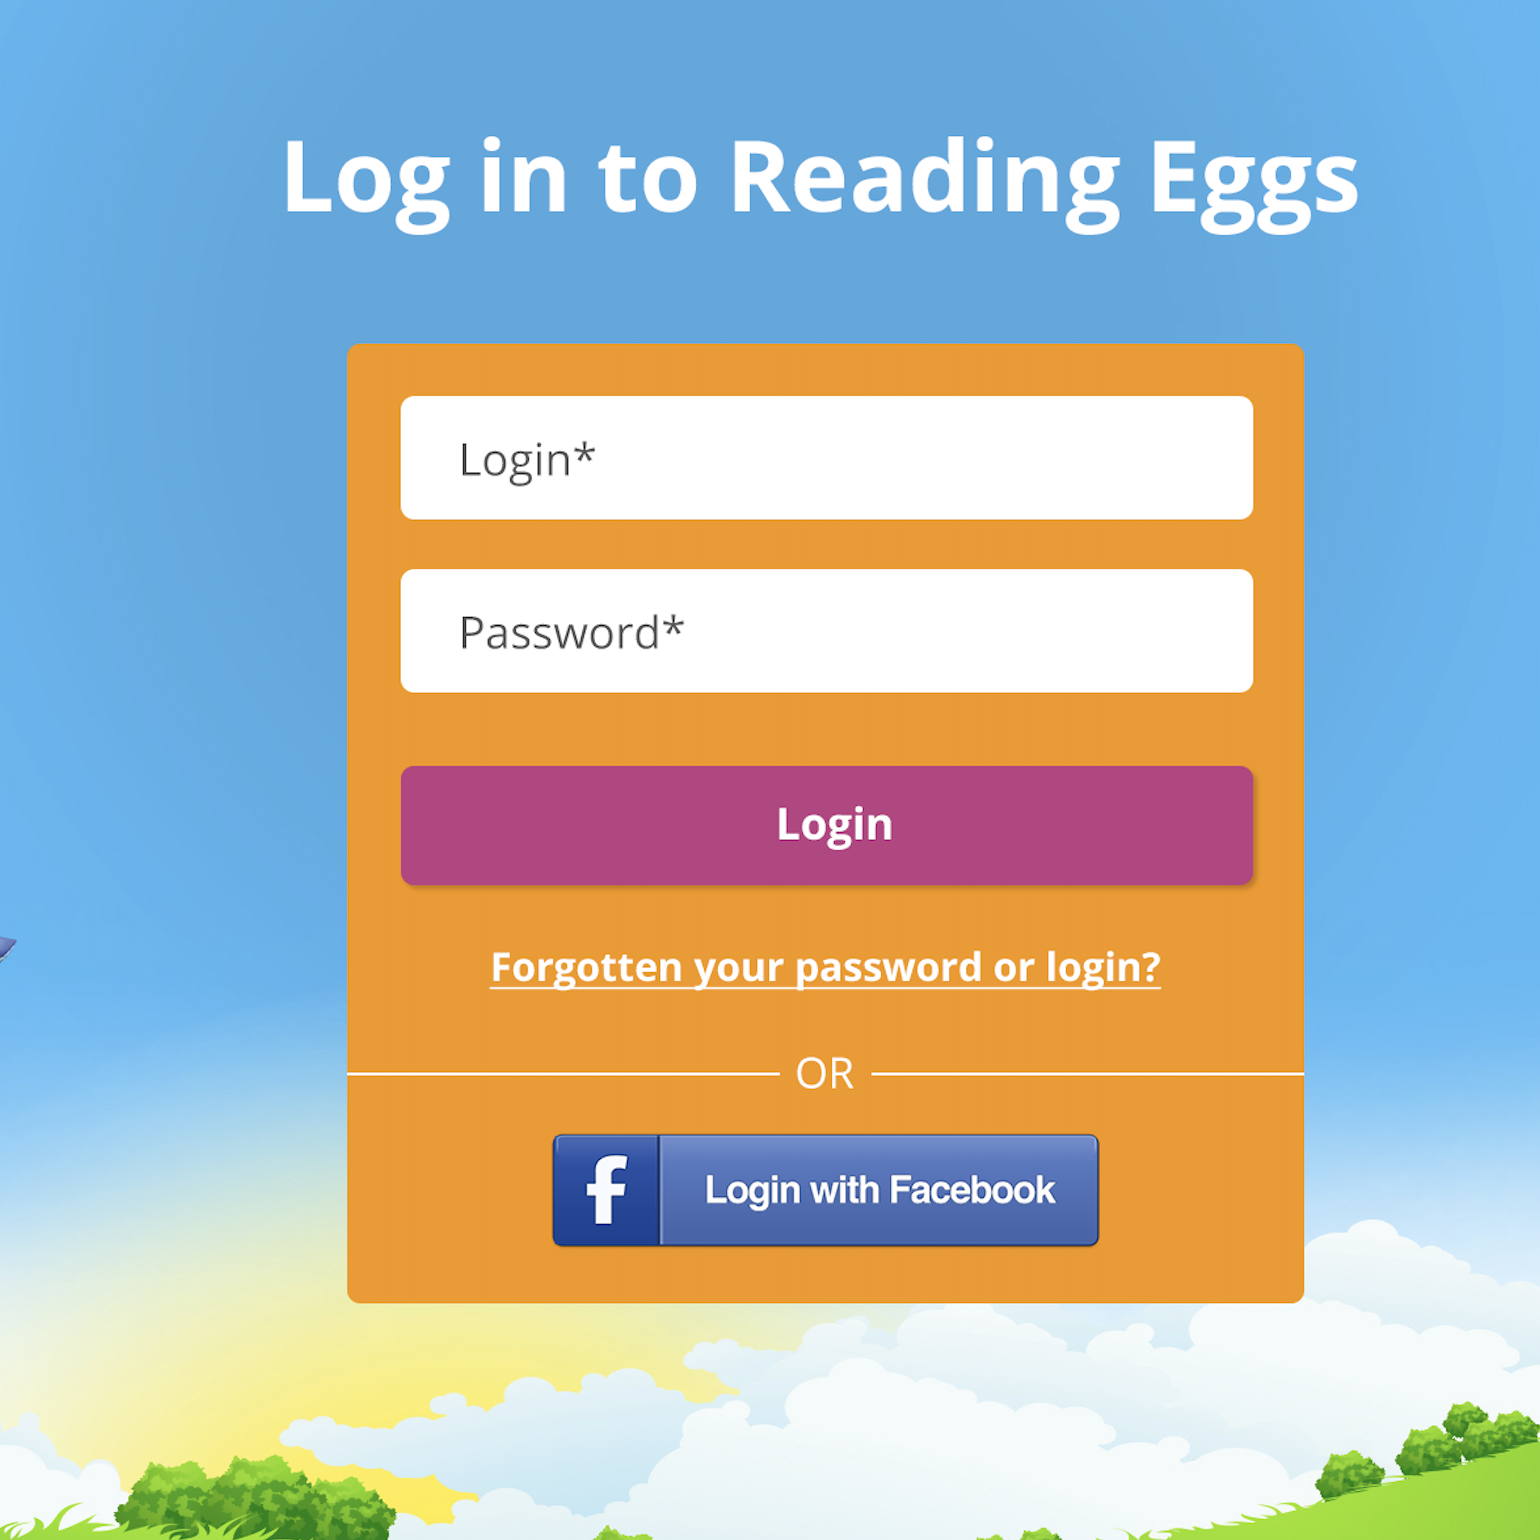 Log in to Reading Eggs
Login*
Password*
Login
Forgotten your password or login?
OR
f Login with Facebook